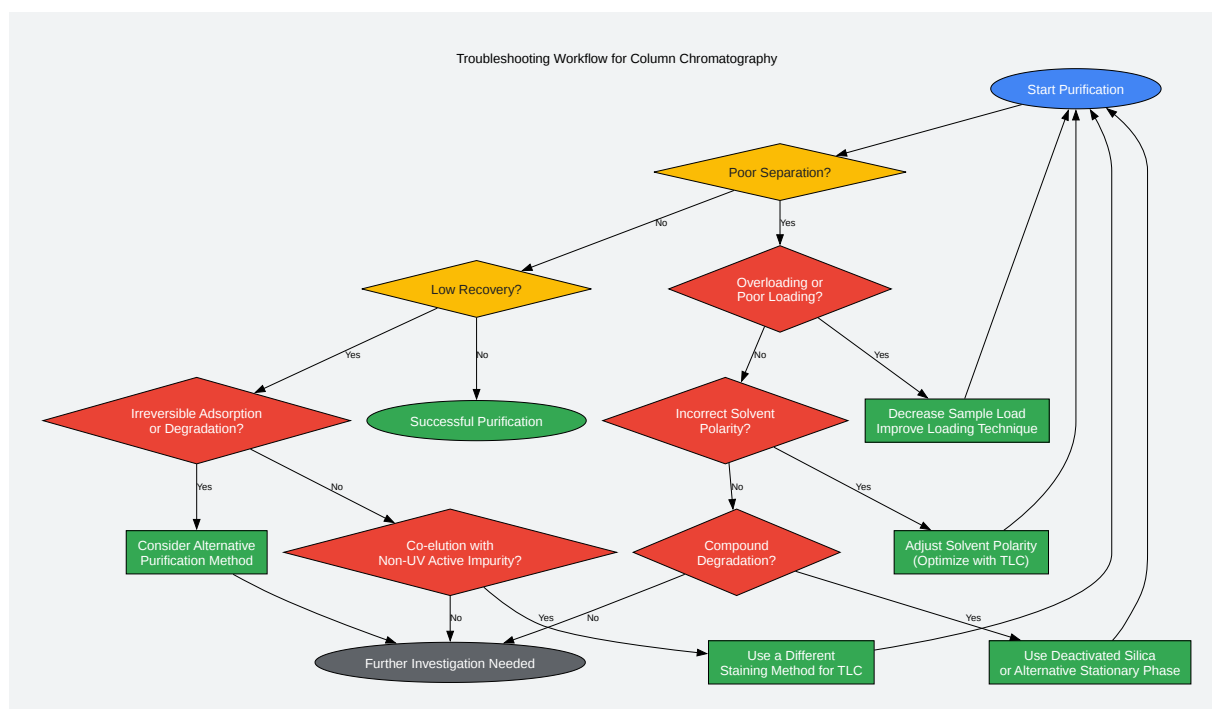 Troubleshooting Workflow for Column Chromatography
Start Purification
Poor Separation?
No
Yes
Low Recovery?
Overloading or
Poor Loading?
Yes
No
No
Yes
Irreversible Adsorption
or Degradation?
Successful Purification
Incorrect Solvent
Polarity?
Decrease Sample Load
Improve Loading Technique
Yes
No
No
Yes
Consider Alternative
Purification Method
Co-elution with
Non-UV Active Impurity?
Compound
Degradation?
Adjust Solvent Polarity
(Optimize with TLC)
No
Yes
No
Yes
Further Investigation Needed
Use a Different
Staining Method for TLC
Use Deactivated Silica
or Alternative Stationary Phase